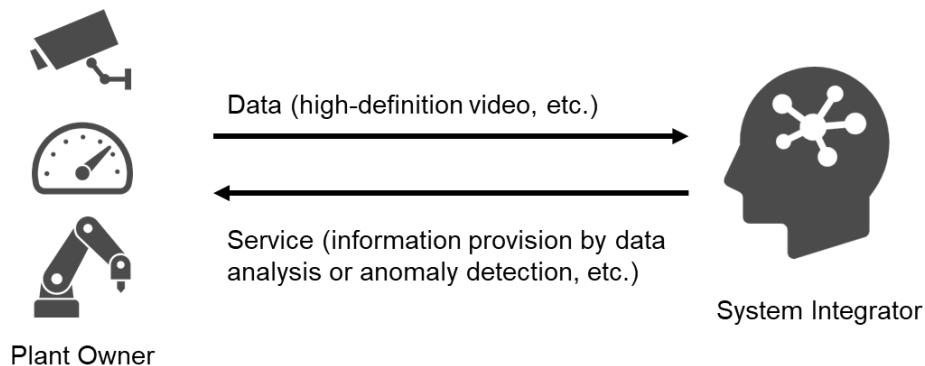 Data (high-definition video, etc.)
Service (information provision by data
analysis or anomaly detection, etc.)
System Integrator
Plant Owner